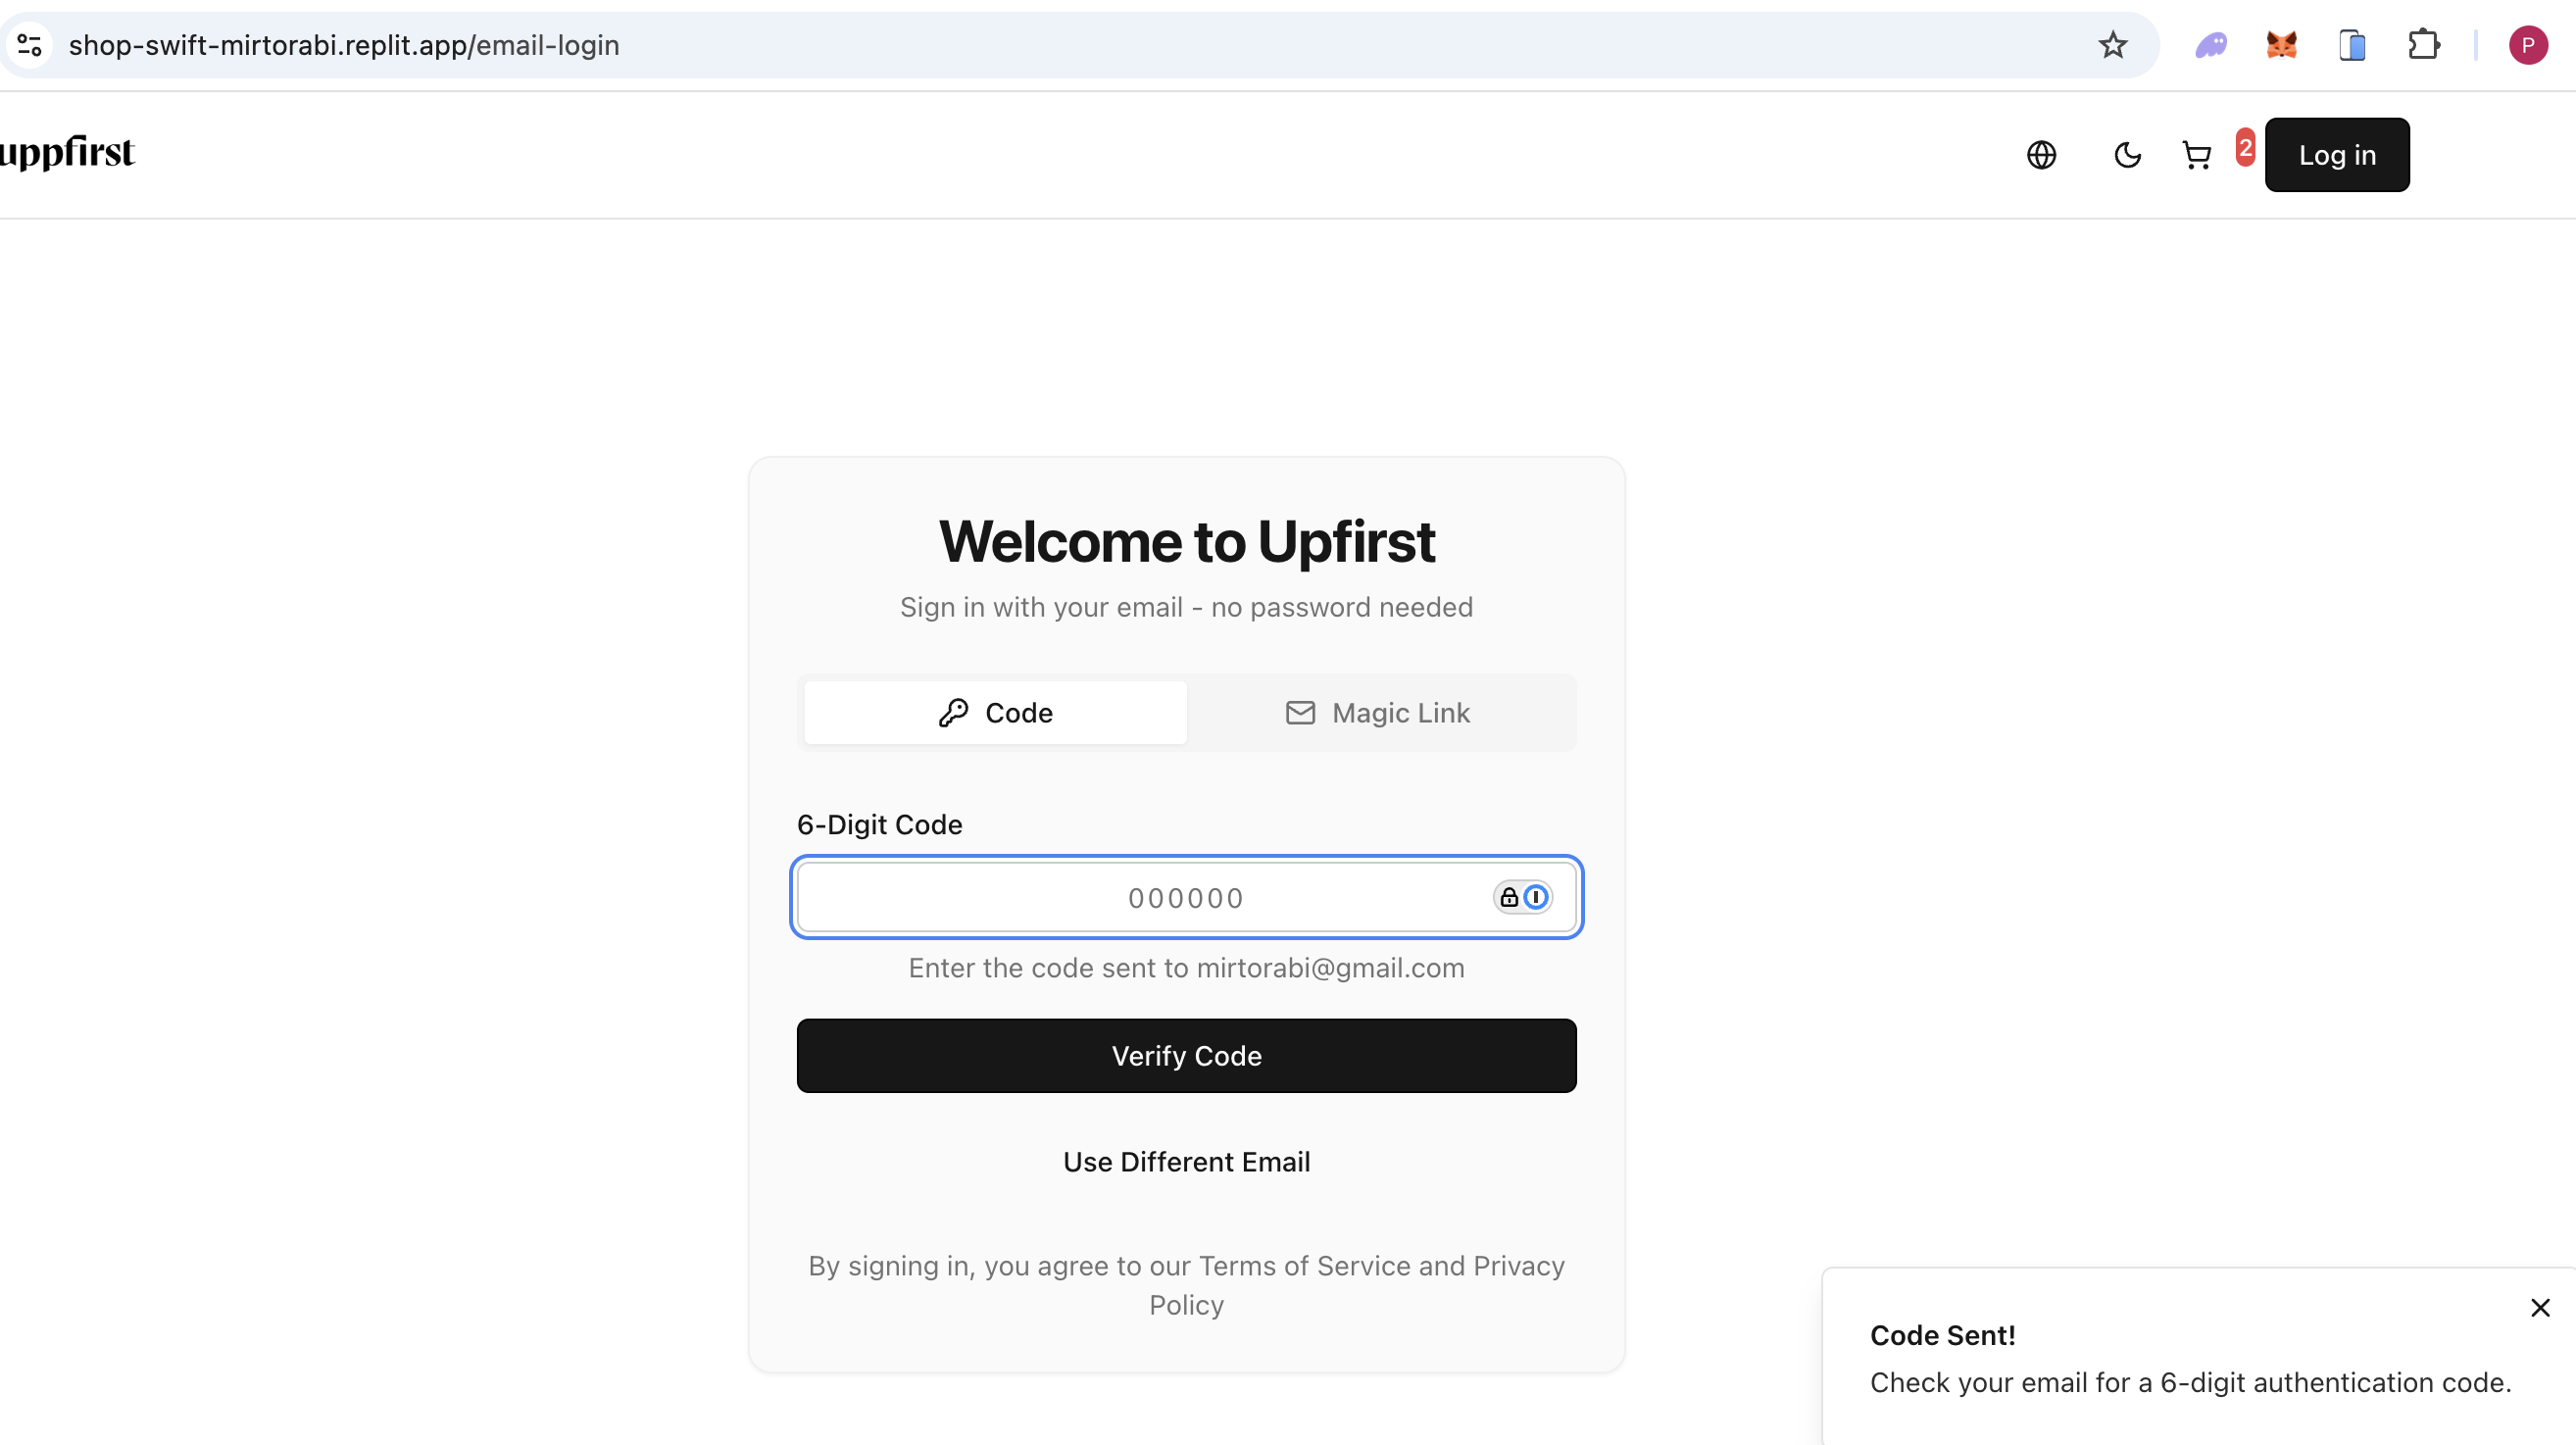 shop-swift-mirtorabi.replit.app/email-login
P
uppfirst
2
Log in
Welcome to Upfirst
Sign in with your email - no password needed
Code
Magic Link
6-Digit Code
000000
Enter the code sent to mirtorabi@gmail.com
Verify Code
Use Different Email
By signing in, you agree to our Terms of Service and Privacy
Policy
Code Sent!
Check your email for a 6-digit authentication code.